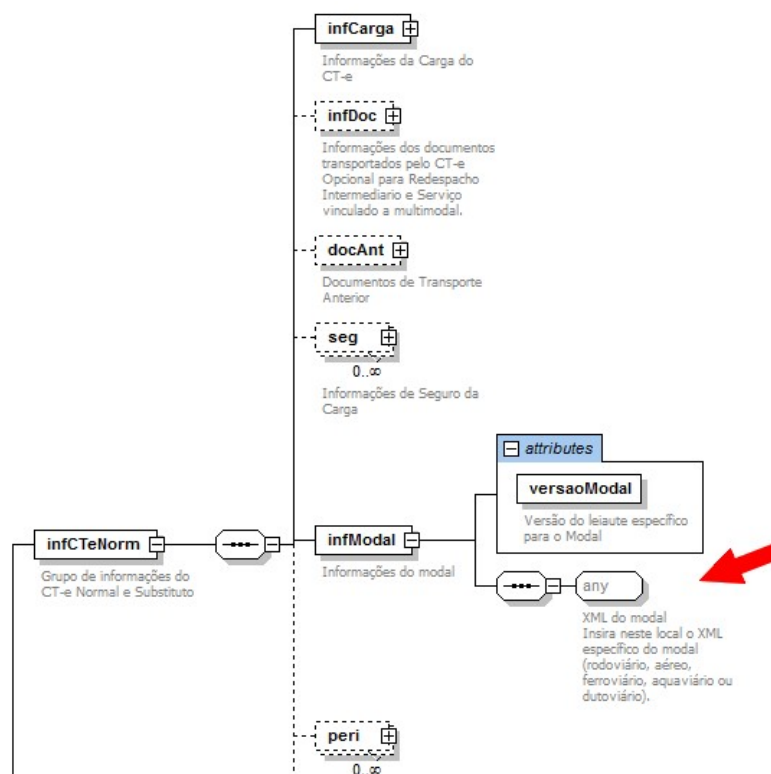 infCarga
Informações da Carga do
CT-e
infDoc
Informações dos documentos
transportados pelo CT-e
Opcional para Redespacho
Intermediario e Serviço
vinculado a multimodal.
docAnt
Documentos de Transporte
Anterior
seg
0..∞
Informações de Seguro da
Carga
attributes
versaoModal
Versão do leiaute específico
para o Modal
infCTeNorm
Grupo de informações do
CT-e Normal e Substituto
infModal
Informações do modal
any
XML do modal
Insira neste local o XML
específico do modal
(rodoviário, aéreo,
ferroviário, aquaviário ou
dutoviário).
peri
0..∞